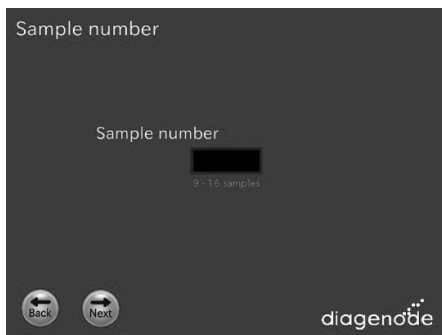 Sample number
Sample number
9 - 16 samples
Back
Next
diagenode